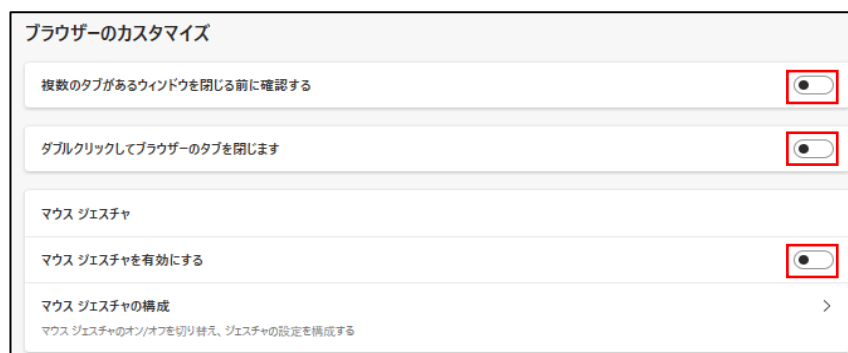 ブラウザーのカスタマイズ
複数のタブがあるウィンドウを閉じる前に確認する
ダブルクリックしてブラウザーのタブを閉じます
マウス ジェスチャ
マウス ジェスチャを有効にする
マウス ジェスチャの構成
マウス ジェスチャのオン/オフを切り替え、ジェスチャの設定を構成する